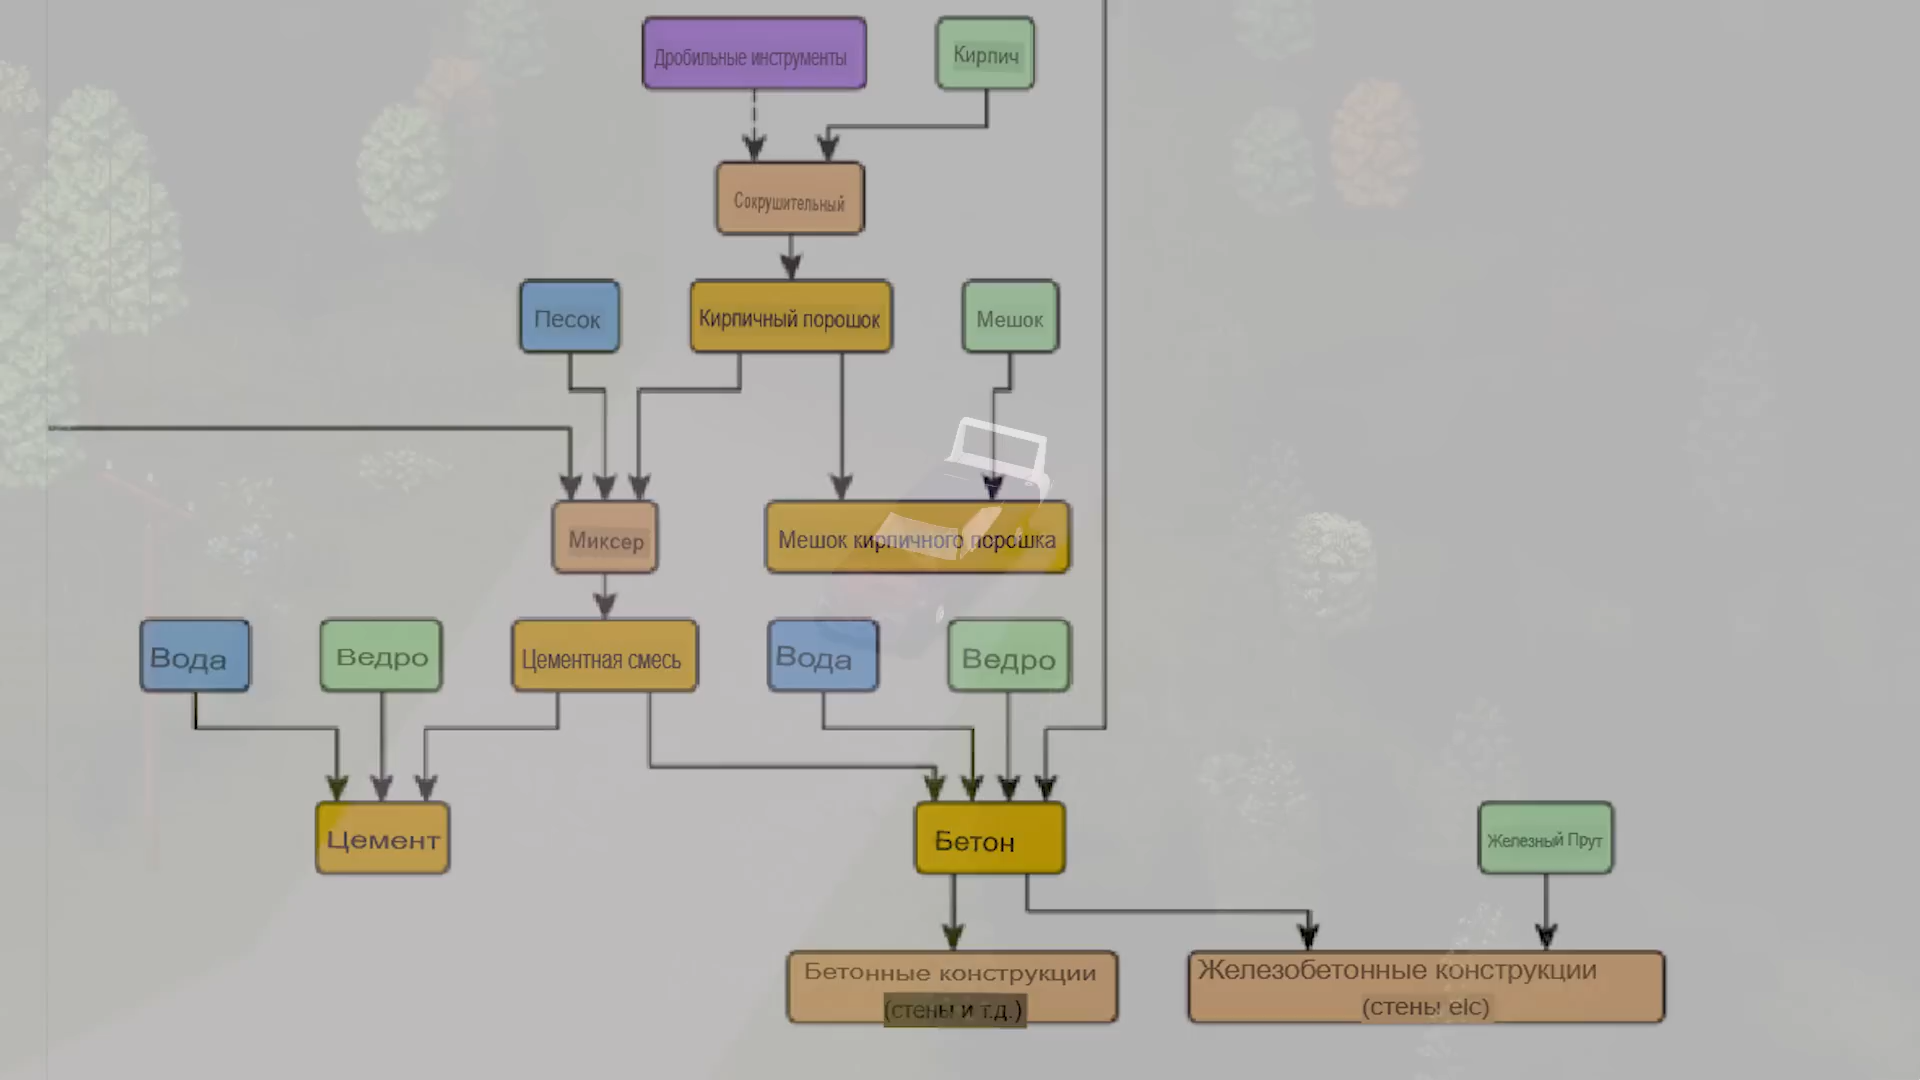 Дробильные инструменты
Кирпич
Сокрушительный
Песок
Кирпичный порошок
Мешок
Миксер
Мешок кирпичного порошка
Вода
Ведро
Цементная смесь
Вода
Ведро
Цемент
Бетон
Железный Прут
Бетонные конструкции
(стены и т.д.)
Железобетонные конструкции
(стены elc)